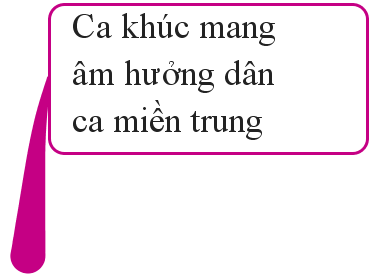 Ca khúc mang
âm hưởng dân
ca miền trung